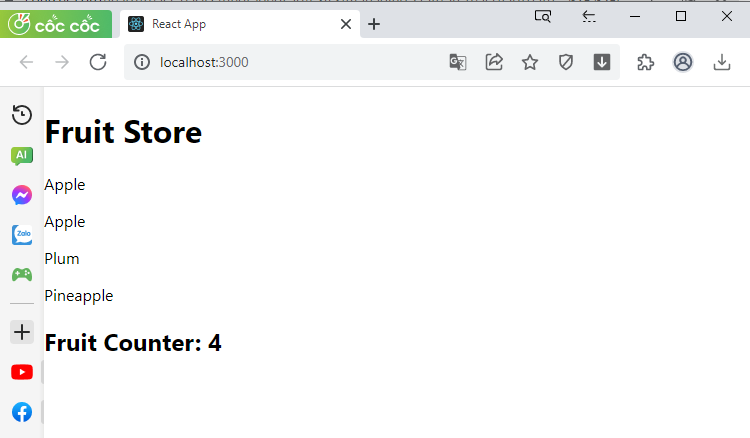 cốc cốc
React App
localhost:3000
AI
Zalo
Fruit Store
Apple
Apple
Plum
Pineapple
Fruit Counter: 4